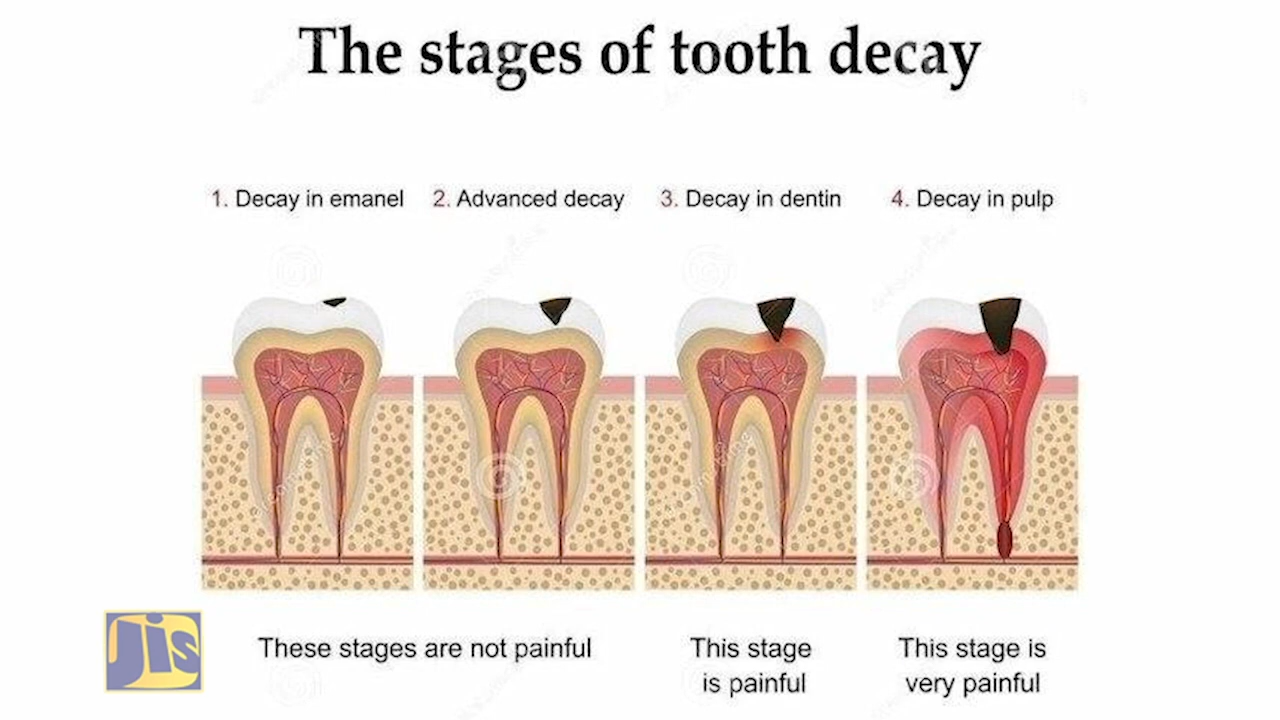 The stages of tooth decay
1. Decay in emanel
2. Advanced decay
3. Decay in dentin
4. Decay in pulp
These stages are not painful
This stage
is painful
This stage is
very painful
jis